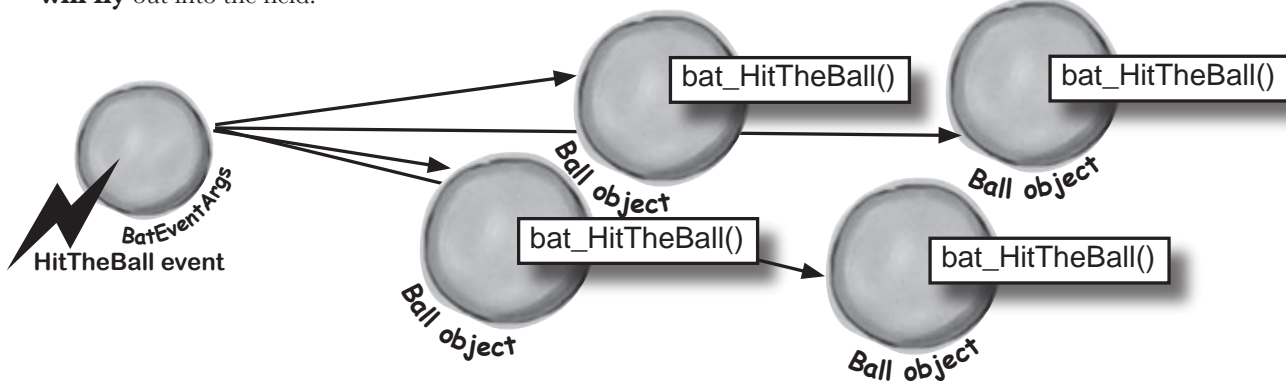 will fly out into the field.
bat_HitTheBall()
bat_HitTheBall()
Ball object
Ball object
BatEventArgs
HitTheBall event
bat_HitTheBall()
bat_HitTheBall()
Ball object
Ball object